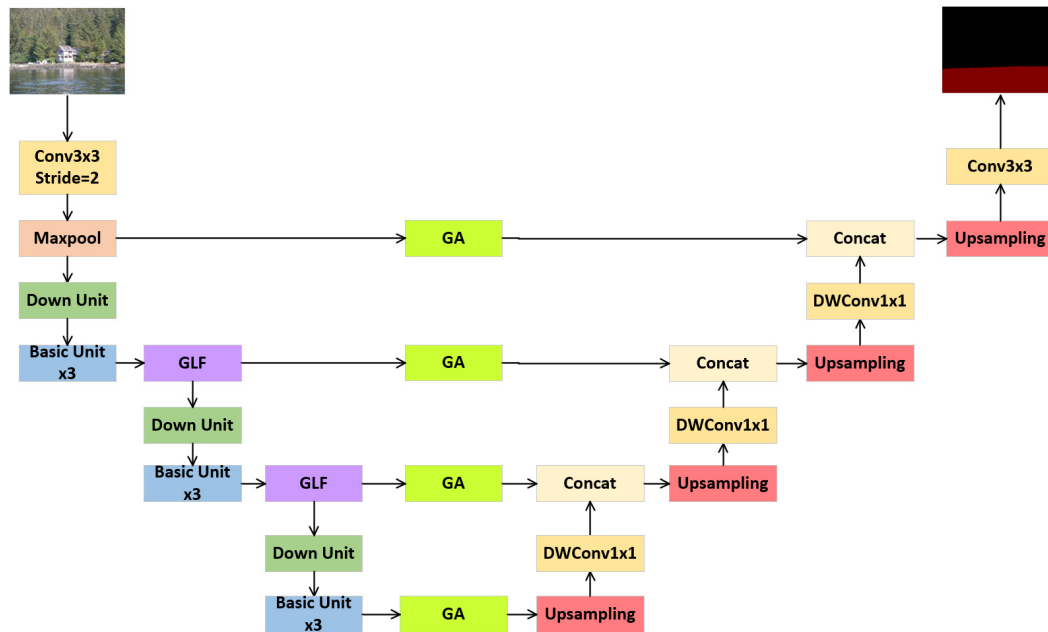 Conv3x3
Stride=2
Conv3x3
Maxpool
GA
Concat
Upsampling
Down Unit
DWConv1x1
Basic Unit
x3
GLF
GA
Concat
Upsampling
Down Unit
DWConv1x1
Basic Unit
x3
GLF
GA
Concat
Upsampling
Down Unit
DWConv1x1
Basic Unit
x3
GA
Upsampling